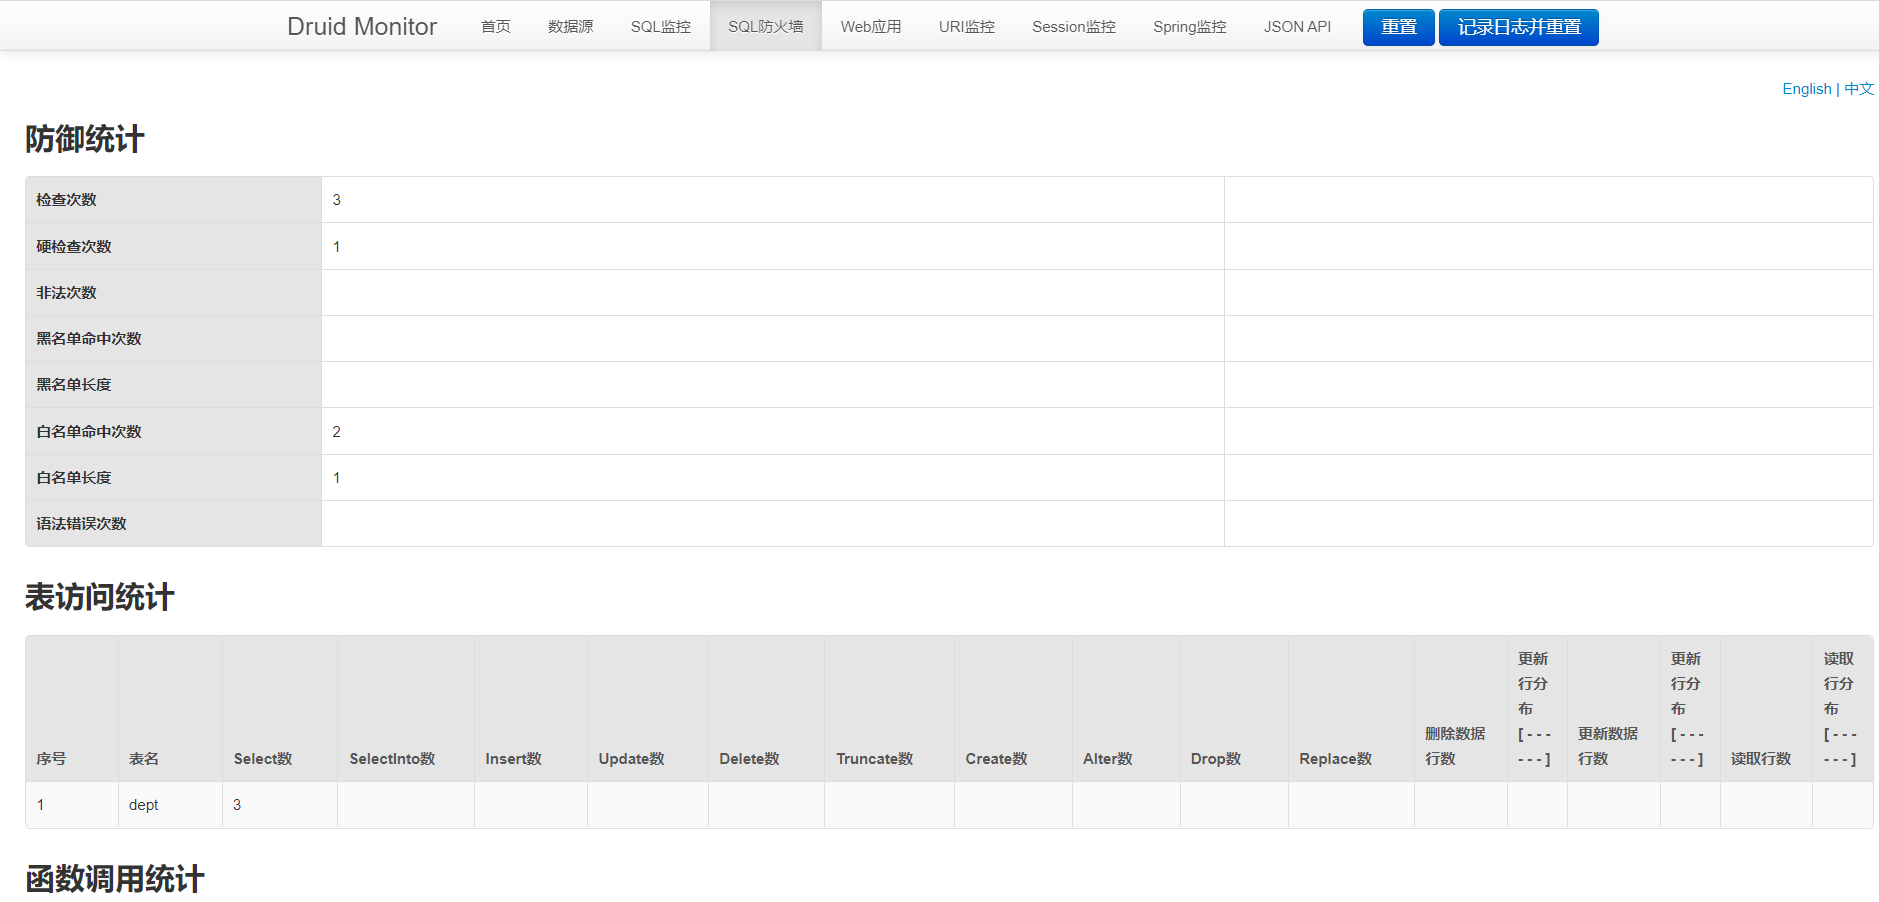 Druid Monitor 首页 数据源 SQL监控 SQL防火墙 Web应用 URI监控 Session监控 Spring监控 JSON API 重置 记录日志并重置
English | 中文
防御统计
检查次数 3
硬检查次数 1
非法次数
黑名单命中次数
黑名单长度
白名单命中次数 2
白名单长度 1
语法错误次数
表访问统计
序号 表名 Select数 SelectInto数 Insert数 Update数 Delete数 Truncate数 Create数 Alter数 Drop数 Replace数 删除数据行数 更新行分布 [ - - - - - - ] 更新数据行数 更新行分布 [ - - - - - - ] 读取行数 读取行分布 [ - - - - - - ]
1 dept 3
函数调用统计